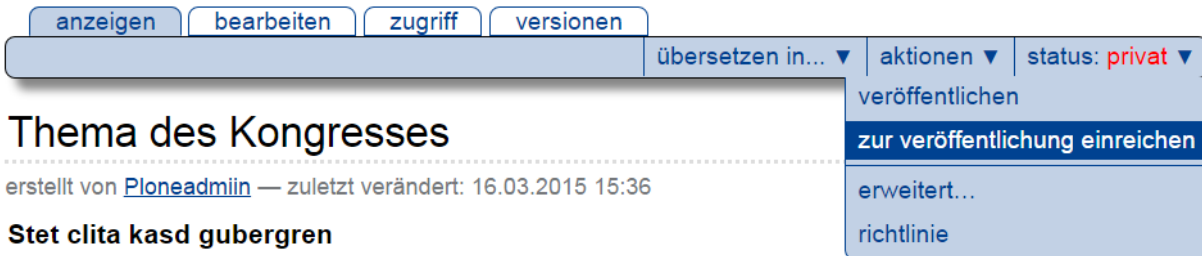 anzeigen bearbeiten zugriff versionen
übersetzen in... ▼ aktionen ▼ status: privat ▼
veröffentlichen
Thema des Kongresses
zur veröffentlichung einreichen
erstellt von Ploneadmiin — zuletzt verändert: 16.03.2015 15:36
erweitert...
Stet clita kasd gubergren
richtlinie